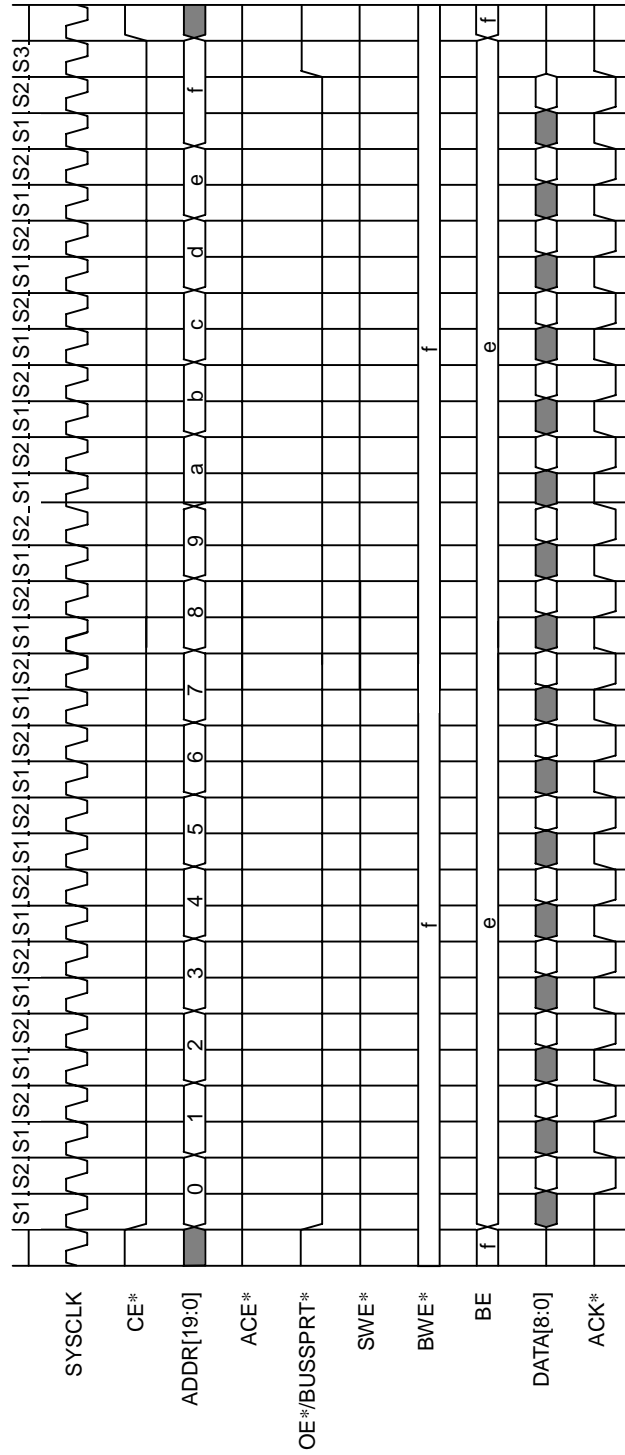 S1 S2 S1 S2 S1 S2 S1 S2 S1 S2 S1 S2 S1 S2 S1 S2 S1 S2 S1 S2 S1 S2 S1 S2 S1 S2 S1 S2 S1 S2 S1 S2 S3
SYSCLK
CE*
ADDR[19:0] 0 1 2 3 4 5 6 7 8 9 a b c d e f
ACE*
OE*/BUSSPRT*
SWE*
BWE* f f
BE f e e f
DATA[8:0]
ACK*